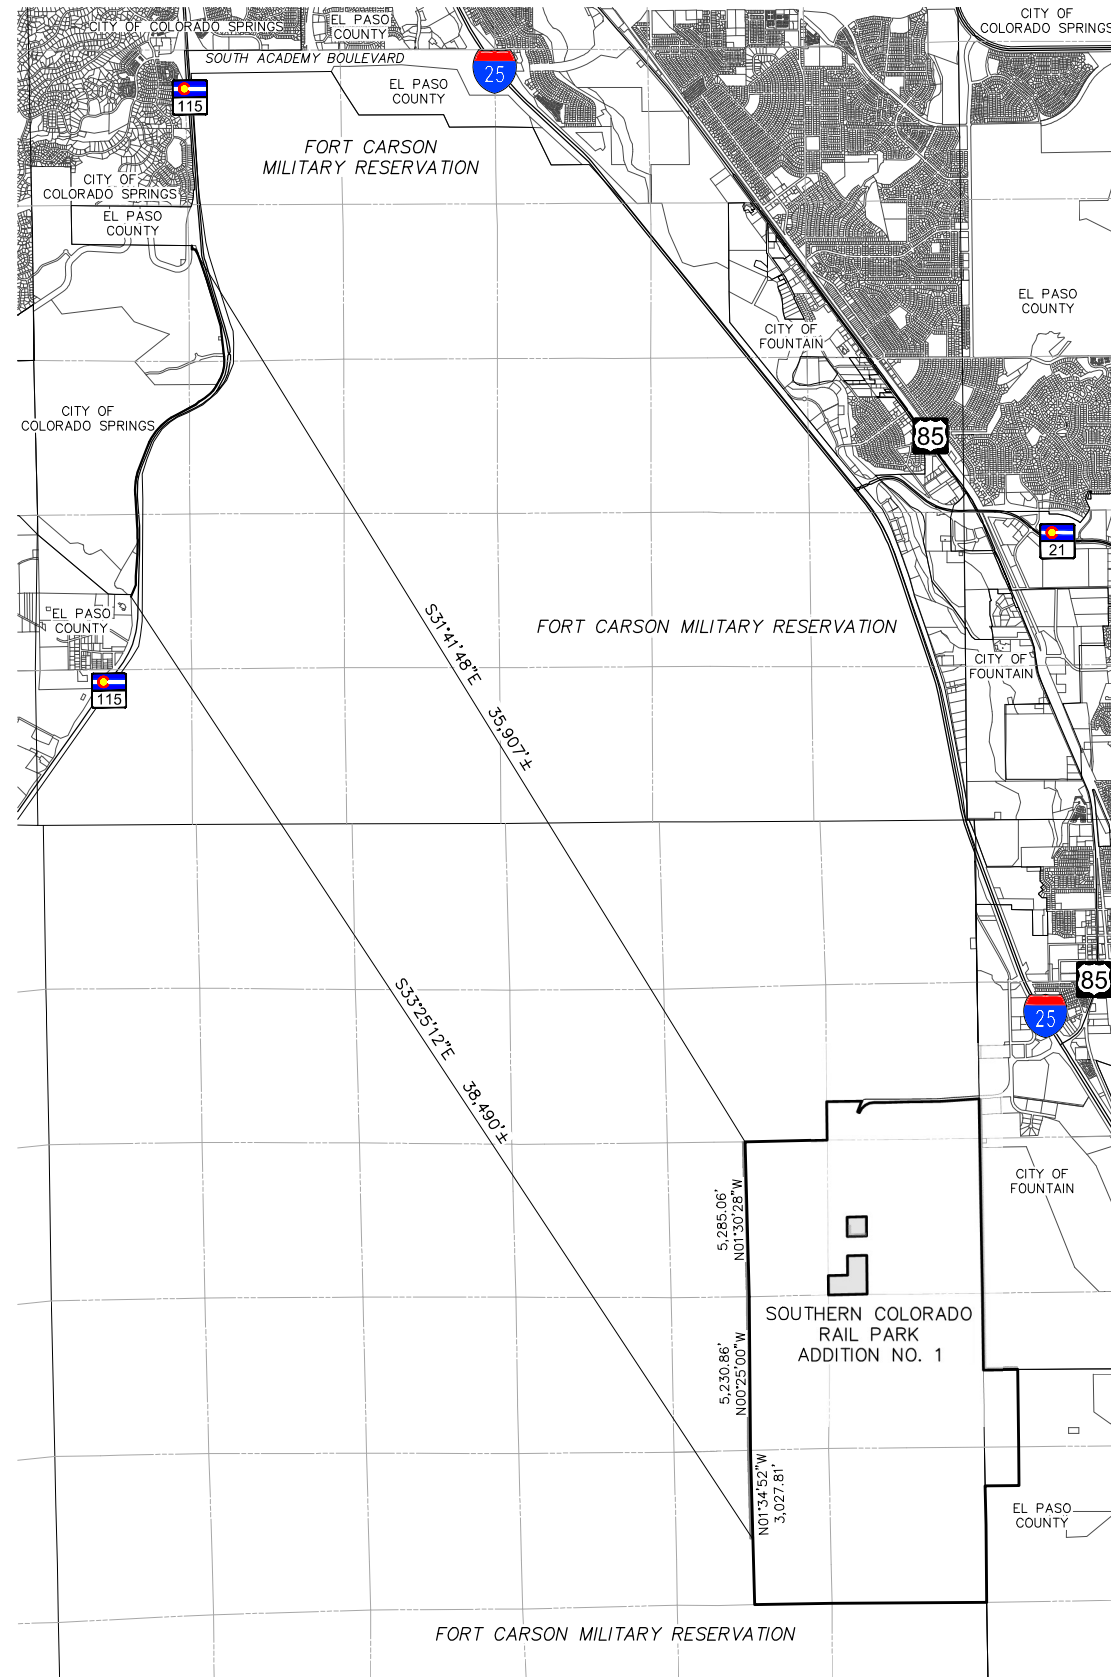 CITY OF COLORADO SPRINGS
EL PASO
COUNTY
CITY OF
COLORADO SPRINGS
SOUTH ACADEMY BOULEVARD
25
115
EL PASO
COUNTY
FORT CARSON
MILITARY RESERVATION
CITY OF
COLORADO SPRINGS
EL PASO
COUNTY
EL PASO
COUNTY
CITY OF
FOUNTAIN
CITY OF
COLORADO SPRINGS
85
21
S31°41'48"E
35,907'±
EL PASO
COUNTY
FORT CARSON MILITARY RESERVATION
CITY OF
FOUNTAIN
115
S33°25'12"E
38,490'±
85
25
CITY OF
FOUNTAIN
5,285.06'
N01°30'28"W
SOUTHERN COLORADO
RAIL PARK
ADDITION NO. 1
5,230.86'
N00°25'00"W
N01°34'52"W
3,027.81'
EL PASO
COUNTY
FORT CARSON MILITARY RESERVATION